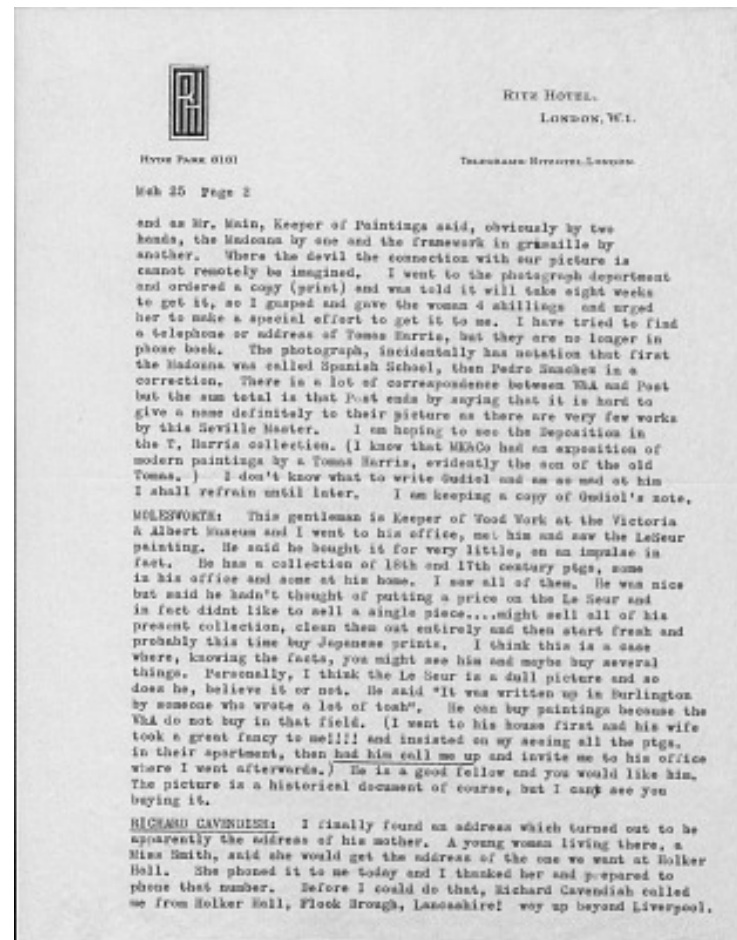 RITZ HOTEL.
LONDON, W.1.
HYDE PARK 8181
TELEGRAMS RITZOTEL LONDON
Mch 25 Page 2
and as Mr. Main, Keeper of Paintings said, obviously by two
hands, the Madonna by one and the framework in grisaille by
another. Where the devil the connection with our picture is
cannot remotely be imagined. I went to the photograph department
and ordered a copy (print) and was told it will take eight weeks
to get it, so I gasped and gave the woman 4 shillings and urged
her to make a special effort to get it to me. I have tried to find
a telephone or address of Tomas Harris, but they are no longer in
phone book. The photograph, incidentally has notation that first
the Madonna was called Spanish School, then Pedro Sanchez in a
correction. There is a lot of correspondence between V&A and Post
but the sum total is that Post ends by saying that it is hard to
give a name definitely to their picture as there are very few works
by this Seville Master. I am hoping to see the Deposition in
the T. Harris collection. (I know that MK&Co had an exposition of
modern paintings by a Tomas Harris, evidently the son of the old
Tomas. ) I don't know what to write Gudiol and am so mad at him
I shall refrain until later. I am keeping a copy of Gudiol's note.
MOLESWORTH: This gentleman is Keeper of Wood Work at the Victoria
& Albert Museum and I went to his office, met him and saw the LeSeur
painting. He said he bought it for very little, on an impulse in
fact. He has a collection of 18th and 17th century ptgs, some
in his office and some at his home. I saw all of them. He was nice
but said he hadn't thought of putting a price on the Le Seur and
in fact didnt like to sell a single piece....might sell all of his
present collection, clean them out entirely and then start fresh and
probably this time buy Japanese prints. I think this is a case
where, knowing the facts, you might see him and maybe buy several
things. Personally, I think the Le Seur is a dull picture and so
does he, believe it or not. He said "It was written up in Burlington
by someone who wrote a lot of tosh". He can buy paintings because the
V&A do not buy in that field. (I went to his house first and his wife
took a great fancy to me!!!! and insisted on my seeing all the ptgs.
in their apartment, then had him call me up and invite me to his office
where I went afterwards.) He is a good fellow and you would like him.
The picture is a historical document of course, but I cant see you
buying it.
RICHARD CAVENDISH: I finally found an address which turned out to be
apparently the address of his mother. A young woman living there, a
Miss Smith, said she would get the address of the one we want at Holker
Hall. She phoned it to me today and I thanked her and prepared to
phone that number. Before I could do that, Richard Cavendish called
me from Holker Hall, Flook Brough, Lancashire! way up beyond Liverpool.